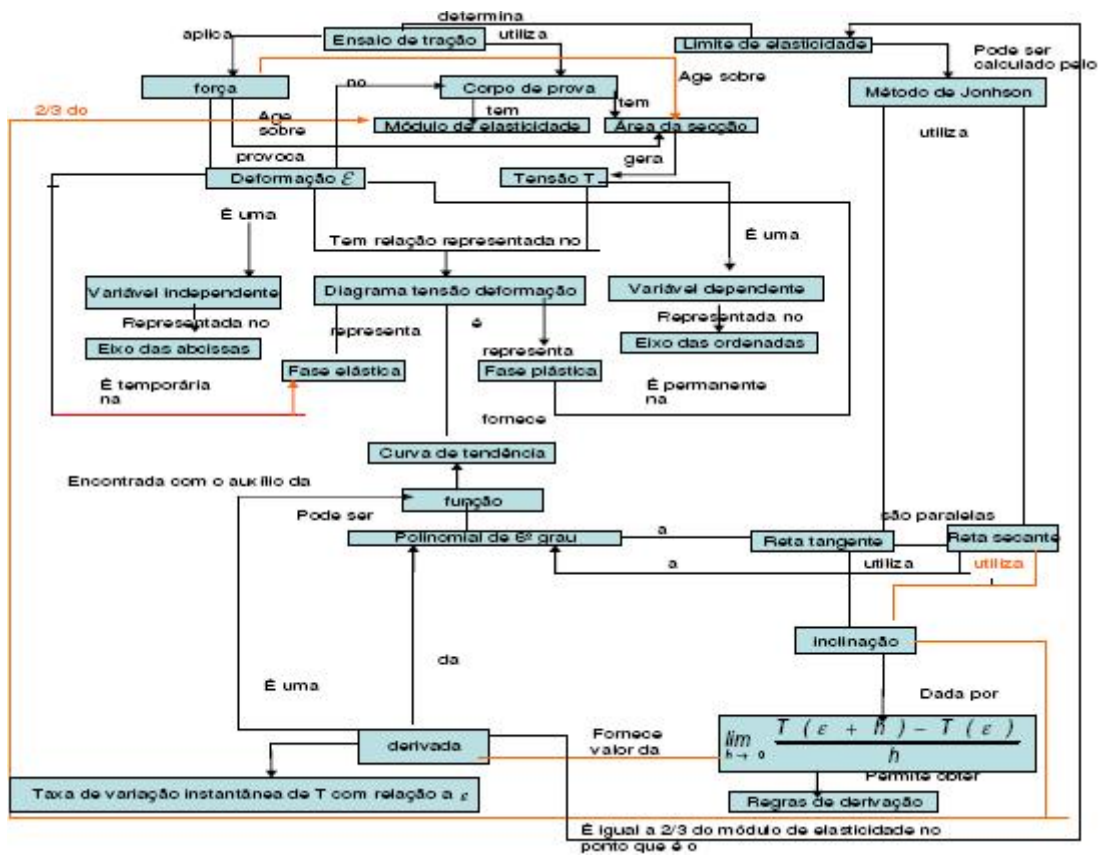 determina
aplica
Ensaio de tração
utiliza
Limite de elasticidade
Pode ser
calculado pelo
força
no
Corpo de prova
Age sobre
Método de Jonhson
2/3 do
Age
sobre
tem
tem
Módulo de elasticidade
Área da secção
utiliza
provoca
gera
Deformação ε
Tensão T
É uma
Tem relação representada no
É uma
Variável independente
Diagrama tensão deformação
Variável dependente
Representada no
representa
é
representa
Representada no
Eixo das abcissas
Eixo das ordenadas
Fase elástica
Fase plástica
É temporária
na
É permanente
na
fornece
Curva de tendência
Encontrada com o auxílio da
função
Pode ser
são paralelas
Polinomial de 6º grau
a
Reta tangente
Reta secante
a
utiliza
utiliza
inclinação
da
É uma
Dada por
derivada
Fornece
valor da
lim h→0 T ( ε + h ) – T ( ε ) / h
Permite obter
Taxa de variação instantânea de T com relação a ε
Regras de derivação
É igual a 2/3 do módulo de elasticidade no
ponto que é o